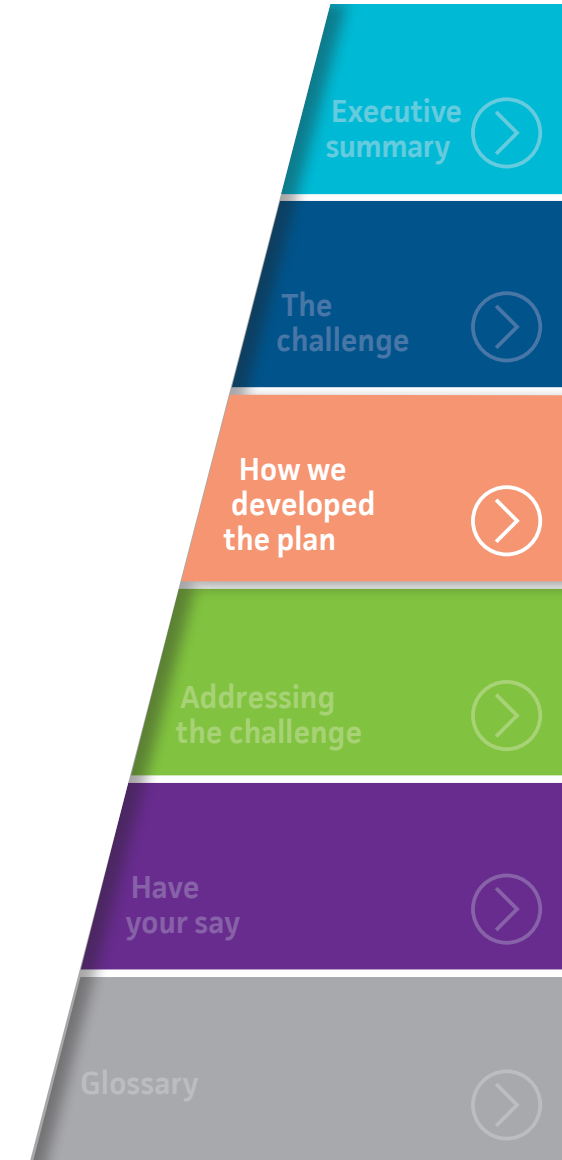 Executive
summary
The
challenge
How we
developed
the plan
Addressing
the challenge
Have
your say
Glossary